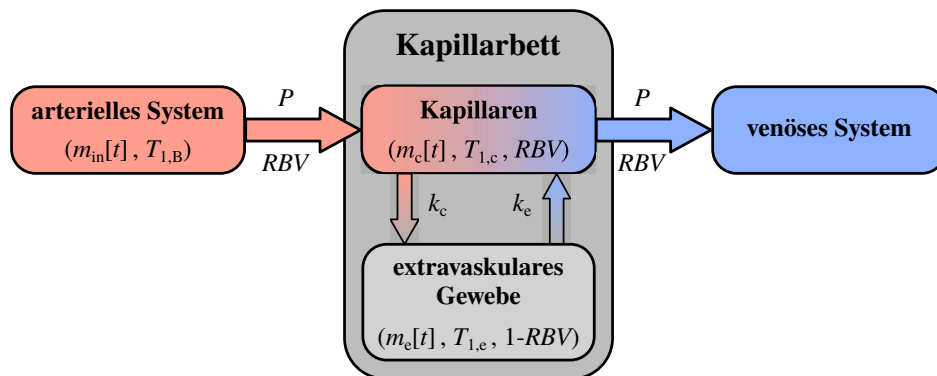 Kapillarbett
arterielles System
(m_in[t] , T_1,B)
P
RBV
Kapillaren
(m_c[t] , T_1,c , RBV)
P
RBV
venöses System
k_c
k_e
extravaskulares
Gewebe
(m_e[t] , T_1,e , 1-RBV)